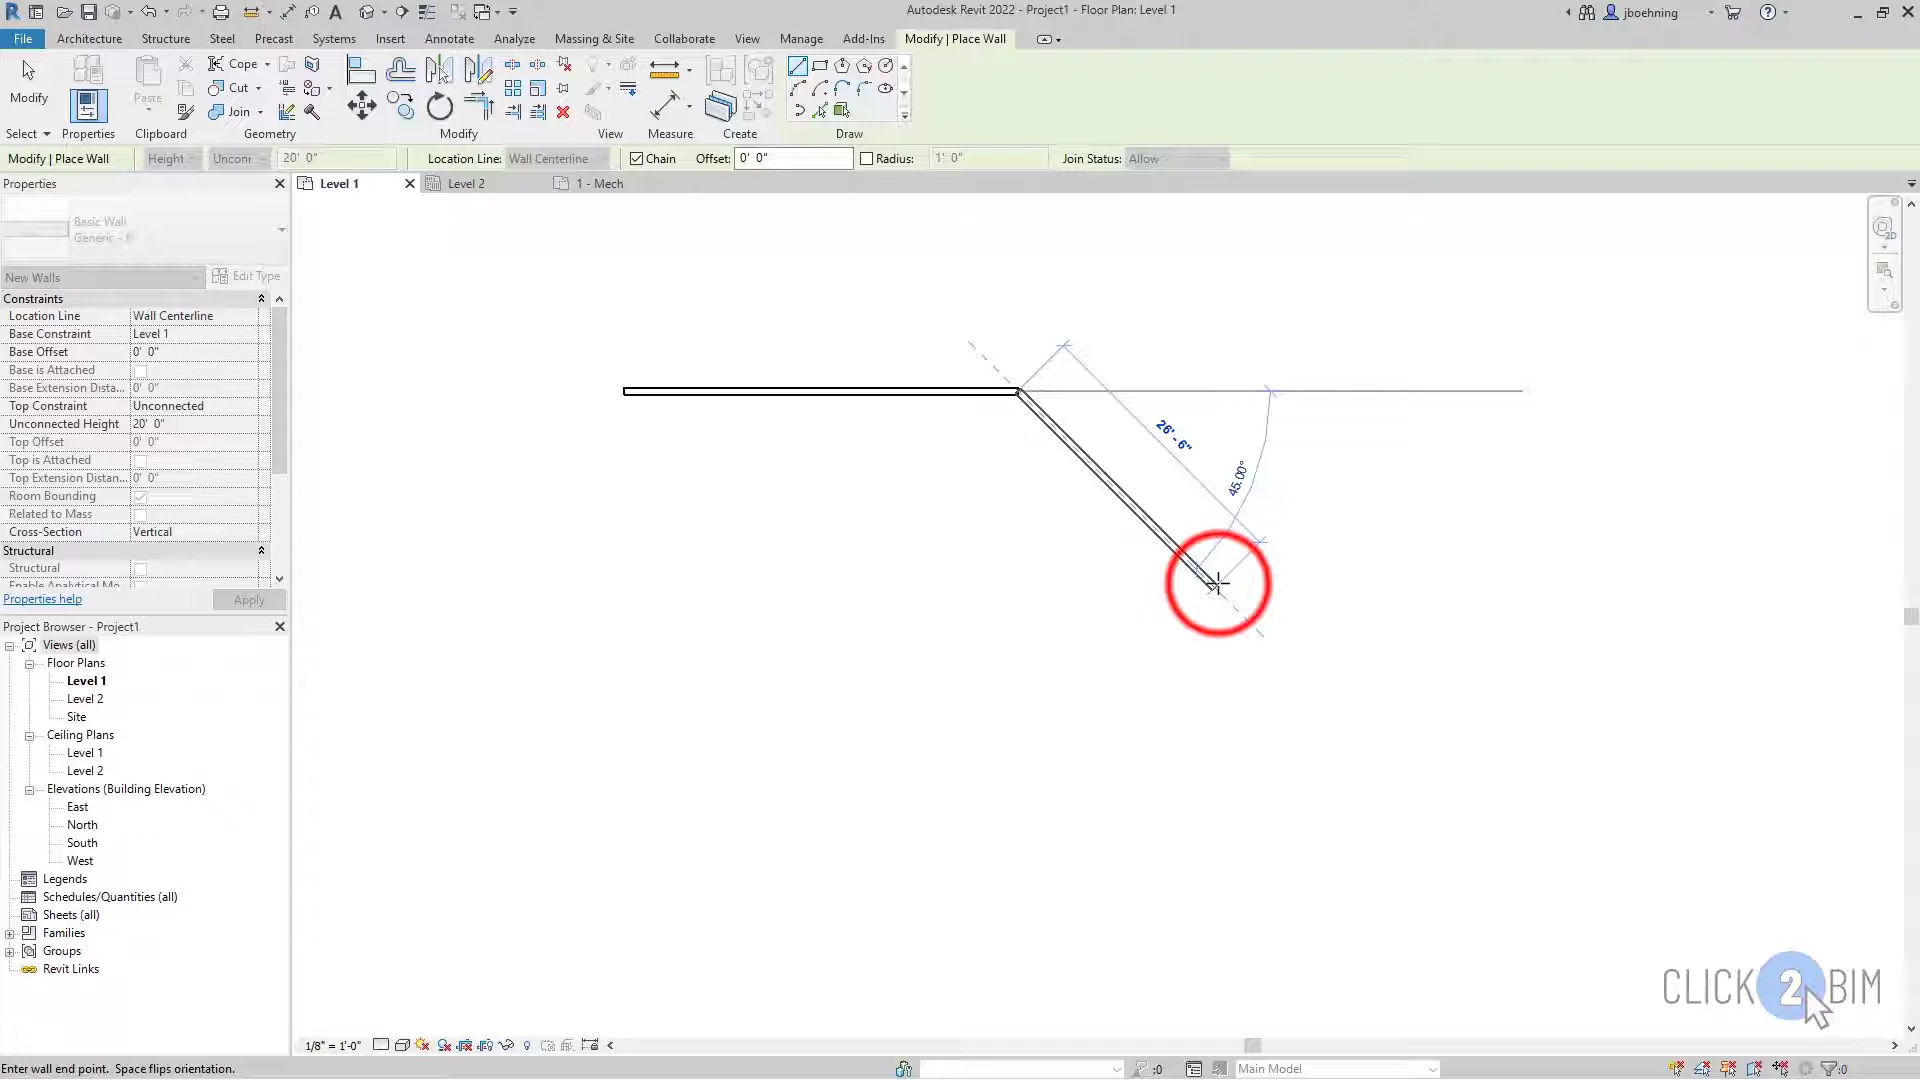 Autodesk Revit 2022 - Project1 - Floor Plan: Level 1
jboehning
File Architecture Structure Steel Precast Systems Insert Annotate Analyze Massing & Site Collaborate View Manage Add-Ins Modify | Place Wall
Modify
Paste
Cope
Cut
Join
Select Properties Clipboard Geometry Modify View Measure Create Draw
Modify | Place Wall Height 20' 0" Location Line: Wall Centerline Chain Offset: 0' 0" Radius: 1' 0" Join Status: Allow
Properties
Level 1 Level 2 1 - Mech
Basic Wall
Generic -
New Walls Edit Type
Constraints
Location Line Wall Centerline
Base Constraint Level 1
Base Offset 0' 0"
Base is Attached
Base Extension Dista... 0' 0"
Top Constraint Unconnected
Unconnected Height 20' 0"
Top Offset 0' 0"
Top is Attached
Top Extension Distan... 0' 0"
Room Bounding
Related to Mass
Cross-Section Vertical
Structural
Structural
Enable Analytical Mo...
Properties help Apply
26' - 6"
45.00°
2D
Project Browser - Project1
Views (all)
Floor Plans
Level 1
Level 2
Site
Ceiling Plans
Level 1
Level 2
Elevations (Building Elevation)
East
North
South
West
Legends
Schedules/Quantities (all)
Sheets (all)
Families
Groups
Revit Links
CLICK 2 BIM
1/8" = 1'-0"
Enter wall end point. Space flips orientation.
:0
Main Model
:0